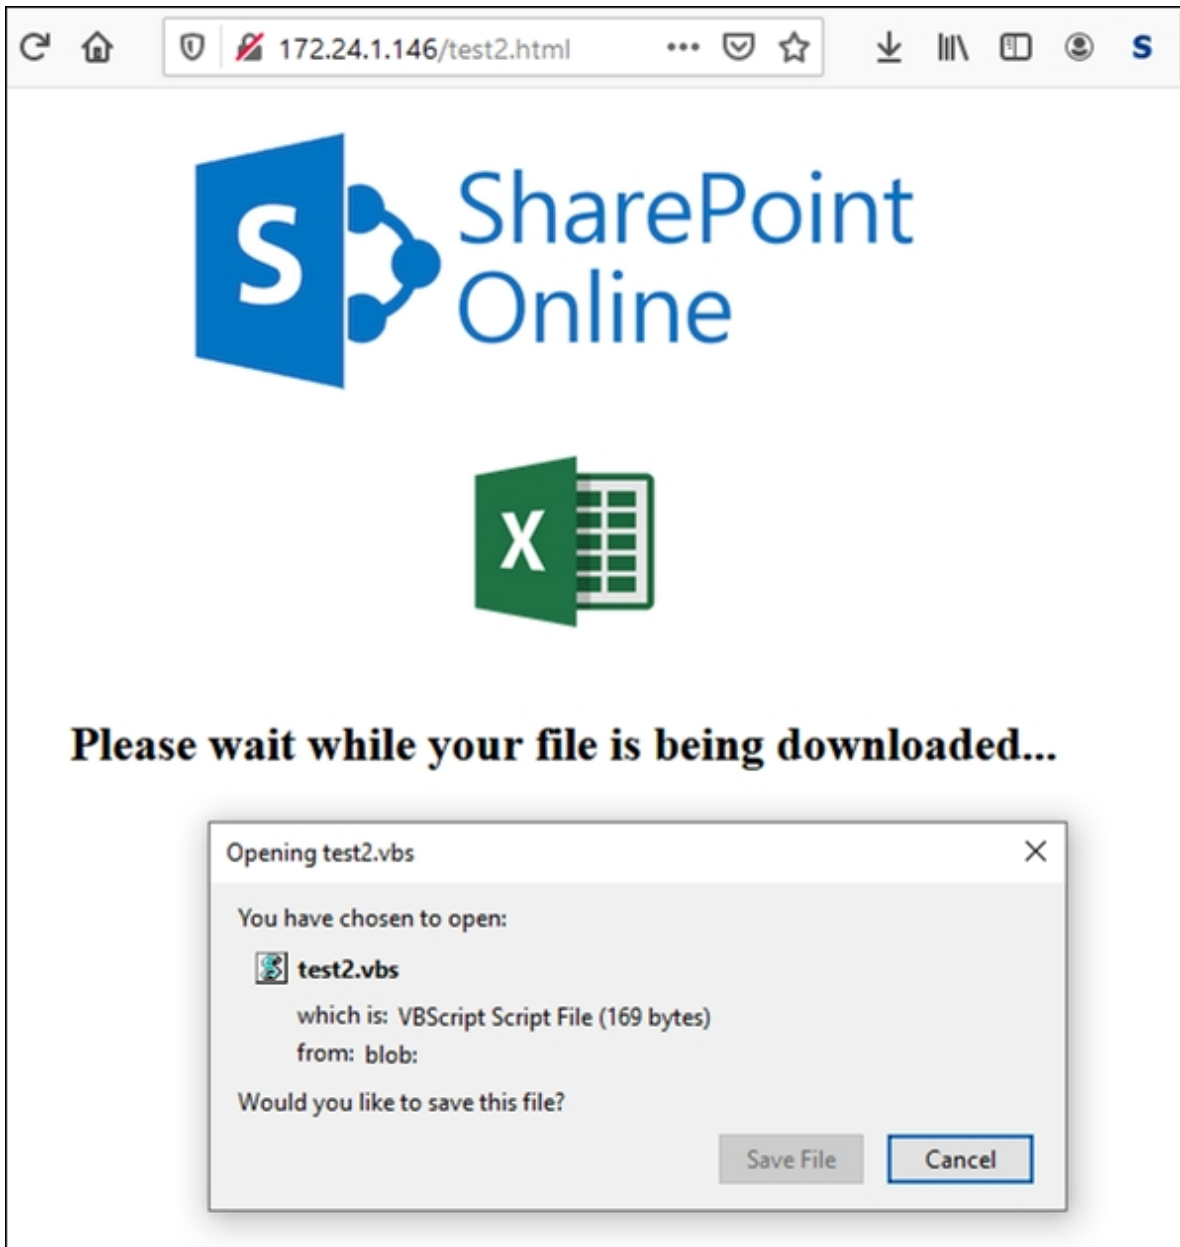 172.24.1.146/test2.html
S
S
SharePoint
Online
X
Please wait while your file is being downloaded...
Opening test2.vbs
You have chosen to open:
test2.vbs
which is: VBScript Script File (169 bytes)
from: blob:
Would you like to save this file?
Save File Cancel